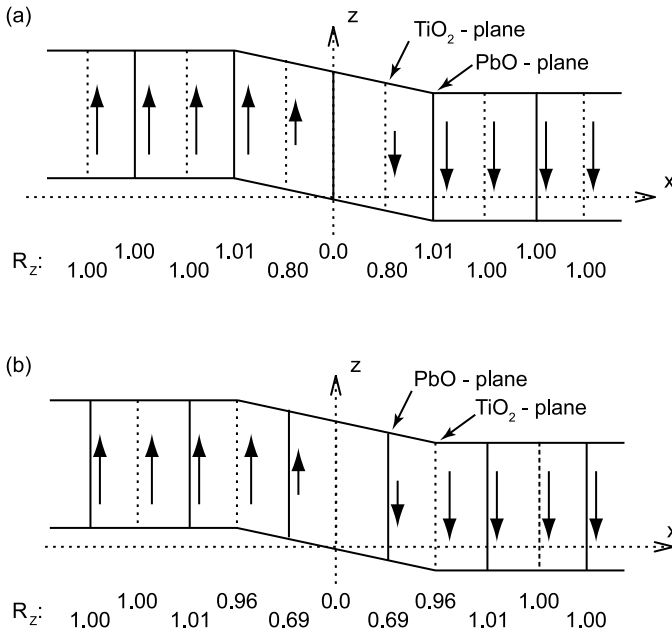 (a)
z
TiO2 - plane
PbO - plane
x
1.00 1.01 0.0 1.01 1.00
Rz:
1.00 1.00 0.80 0.80 1.00 1.00
(b)
z
PbO - plane
TiO2 - plane
x
1.00 0.96 0.0 0.96 1.00
Rz:
1.00 1.01 0.69 0.69 1.01 1.00